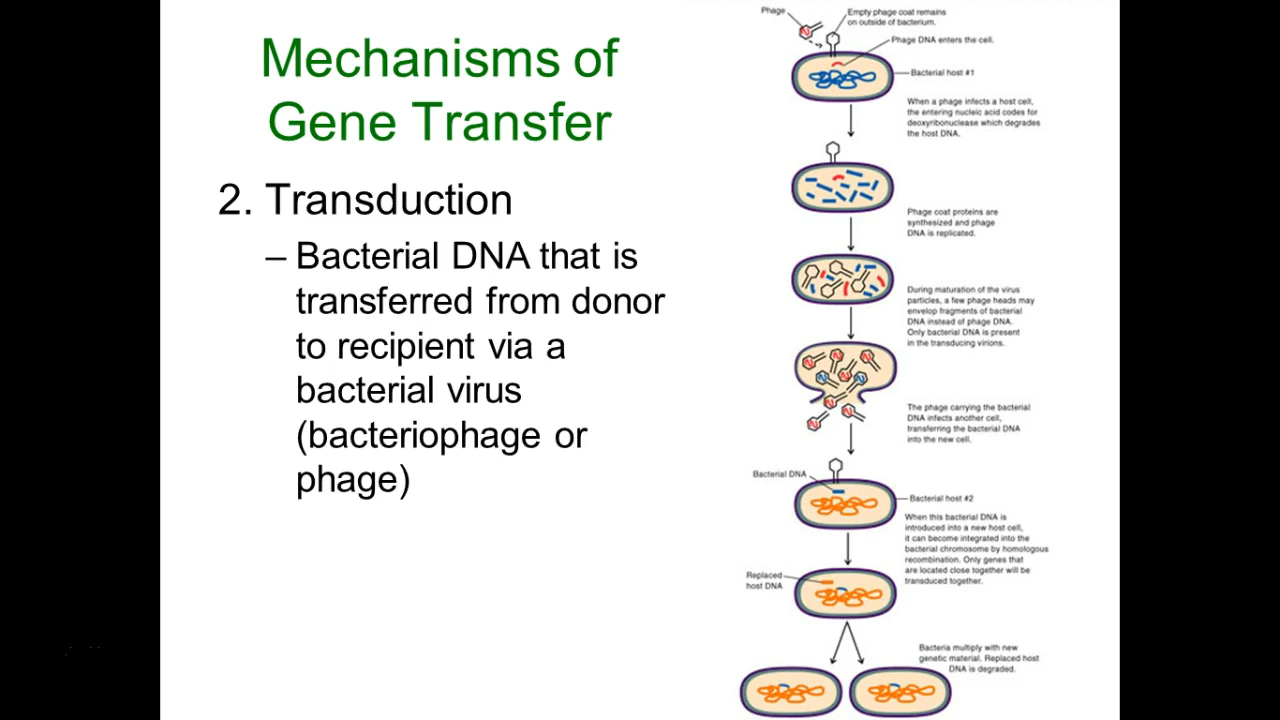 Mechanisms of
Gene Transfer
2. Transduction
– Bacterial DNA that is
transferred from donor
to recipient via a
bacterial virus
(bacteriophage or
phage)
Phage
Empty phage coat remains
on outside of bacterium.
Phage DNA enters the cell.
Bacterial host #1
When a phage infects a host cell,
the entering nucleic acid codes for
deoxyribonuclease which degrades
the host DNA.
Phage coat proteins are
synthesized and phage
DNA is replicated.
During maturation of the virus
particles, a few phage heads may
envelop fragments of bacterial
DNA instead of phage DNA.
Only bacterial DNA is present
in the transducing virions.
The phage carrying the bacterial
DNA infects another cell,
transferring the bacterial DNA
into the new cell.
Bacterial DNA
Bacterial host #2
When this bacterial DNA is
introduced into a new host cell,
it can become integrated into the
bacterial chromosome by homologous
recombination. Only genes that
are located close together will be
transduced together.
Replaced
host DNA
Bacteria multiply with new
genetic material. Replaced host
DNA is degraded.